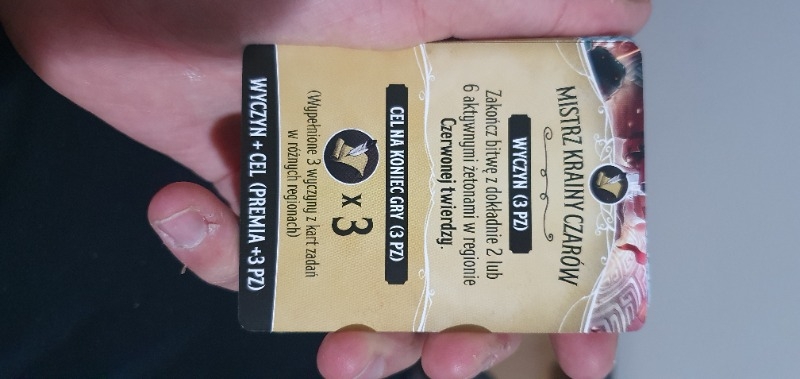 MISTRZ KRAINY CZARÓW
WYCZYN (3 PZ)
Zakończ bitwę z dokładnie 2 lub
6 aktywnymi żetonami w regionie
Czerwonej twierdzy.
CEL NA KONIEC GRY (3 PZ)
x 3
(Wypełnione 3 wyczyny z kart zadań
w różnych regionach)
WYCZYN + CEL (PREMIA +3 PZ)